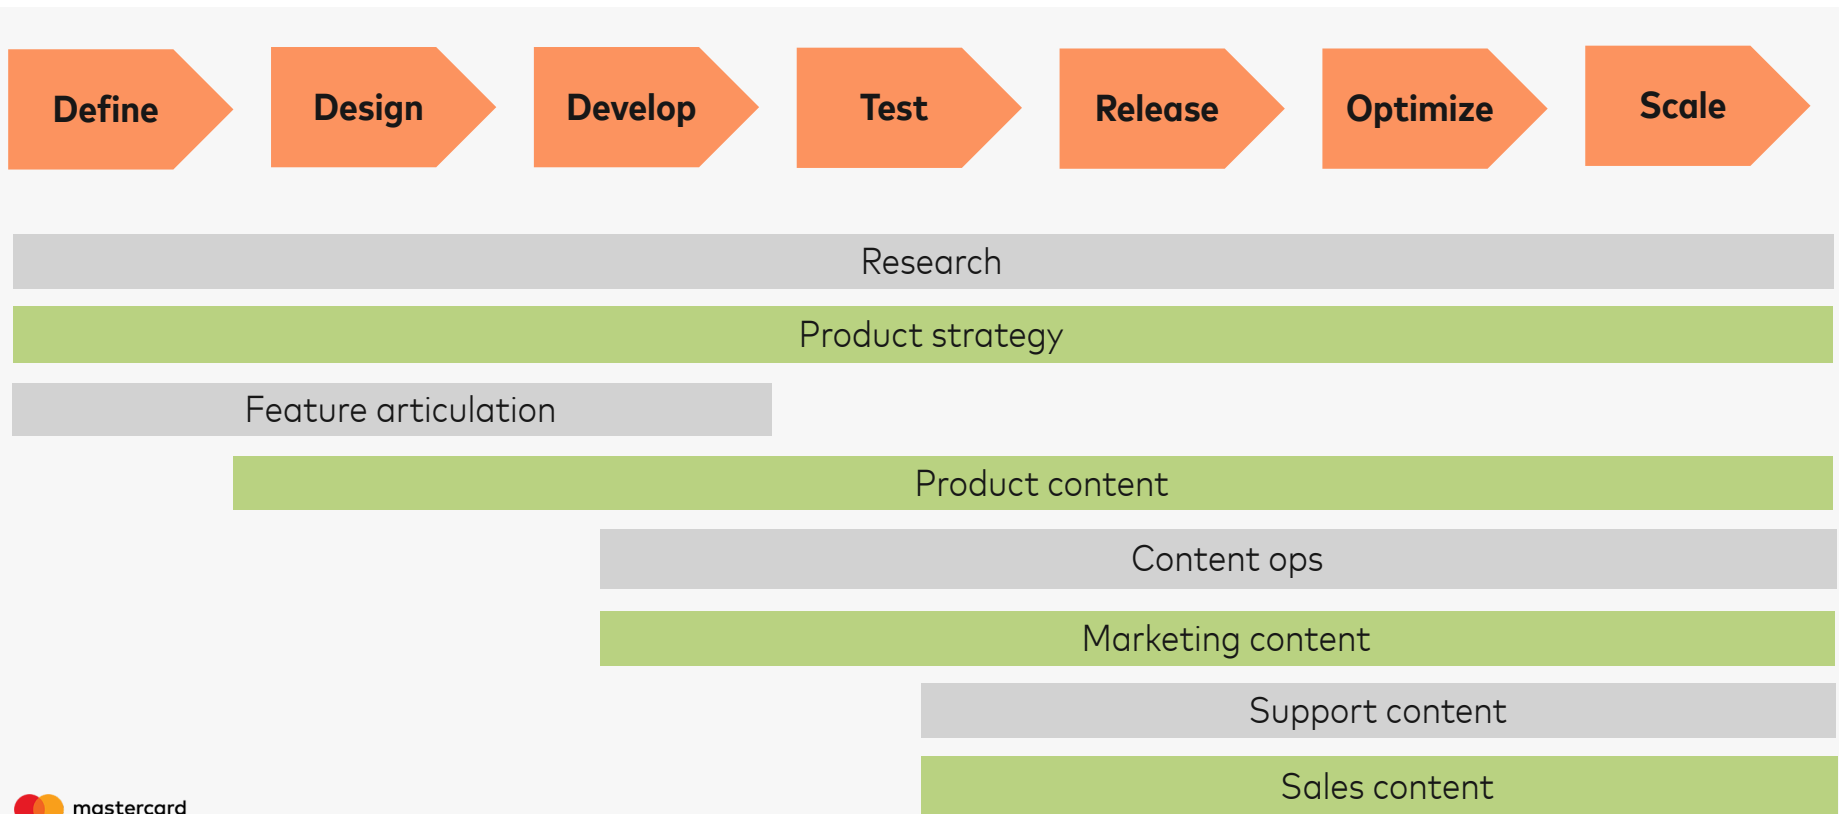 Define
Design
Develop
Test
Release
Optimize
Scale
Research
Product strategy
Feature articulation
Product content
Content ops
Marketing content
Support content
Sales content
mastercard